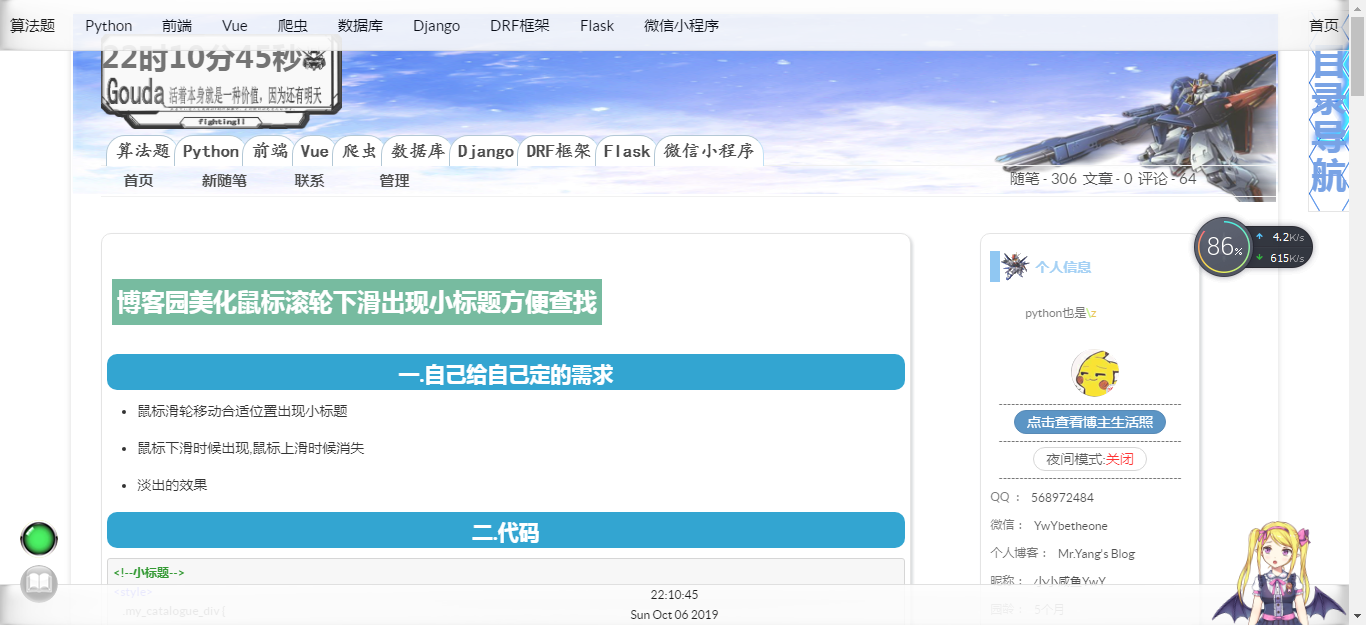 算法题 Python 前端 Vue 爬虫 数据库 Django DRF框架 Flask 微信小程序 首页
22时10分45秒
Gouda 活着本身就是一种价值，因为还有明天
fighting!!
目录导航
算法题 Python 前端 Vue 爬虫 数据库 Django DRF框架 Flask 微信小程序
首页 新随笔 联系 管理
随笔 - 306 文章 - 0 评论 - 64
86%
4.2K/s
615K/s
博客园美化鼠标滚轮下滑出现小标题方便查找
一.自己给自己定的需求
鼠标滑轮移动合适位置出现小标题
鼠标下滑时候出现,鼠标上滑时候消失
淡出的效果
二.代码
<!--小标题-->
<style>
.my_catalogue_div{
个人信息
python也是\z
点击查看博主生活照
夜间模式:关闭
QQ ： 568972484
微信 ： YwYbetheone
个人博客 ： Mr.Yang's Blog
昵称 ： 小小咸鱼YwY
园龄 ： 5个月
22:10:45
Sun Oct 06 2019